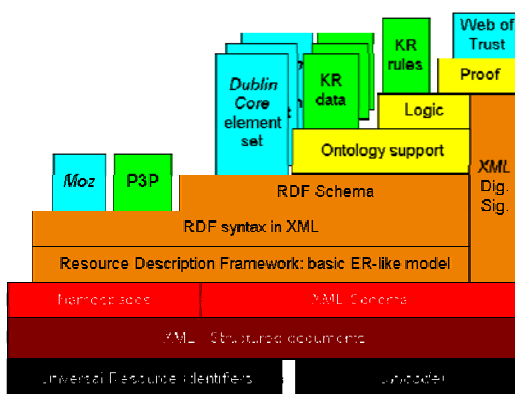 Web of
Trust
KR
rules
Proof
Dublin
Core
element
set
KR
data
Logic
Ontology support
XML
Dig.
Sig.
Moz
P3P
RDF Schema
RDF syntax in XML
Resource Description Framework: basic ER-like model
Namespaces
XML Schema
XML Structured documents
Universal Resource Identifiers